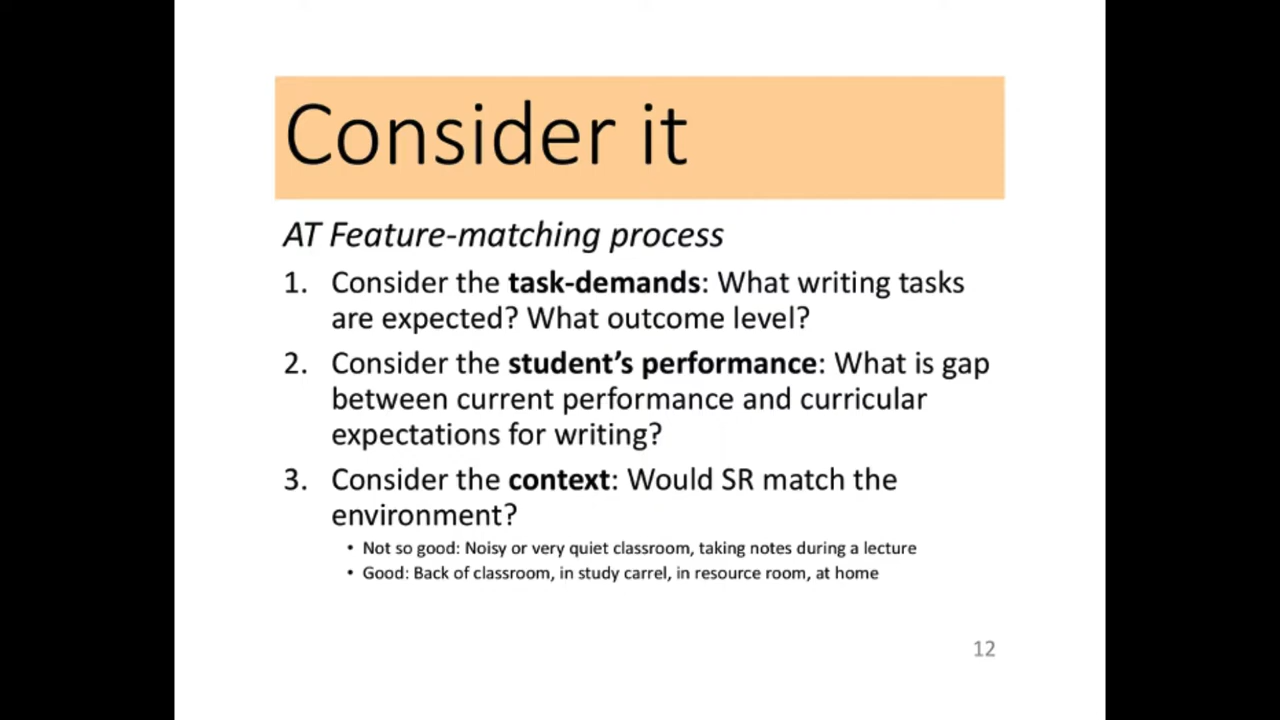 Consider it
AT Feature-matching process
1. Consider the task-demands: What writing tasks
are expected? What outcome level?
2. Consider the student’s performance: What is gap
between current performance and curricular
expectations for writing?
3. Consider the context: Would SR match the
environment?
• Not so good: Noisy or very quiet classroom, taking notes during a lecture
• Good: Back of classroom, in study carrel, in resource room, at home
12